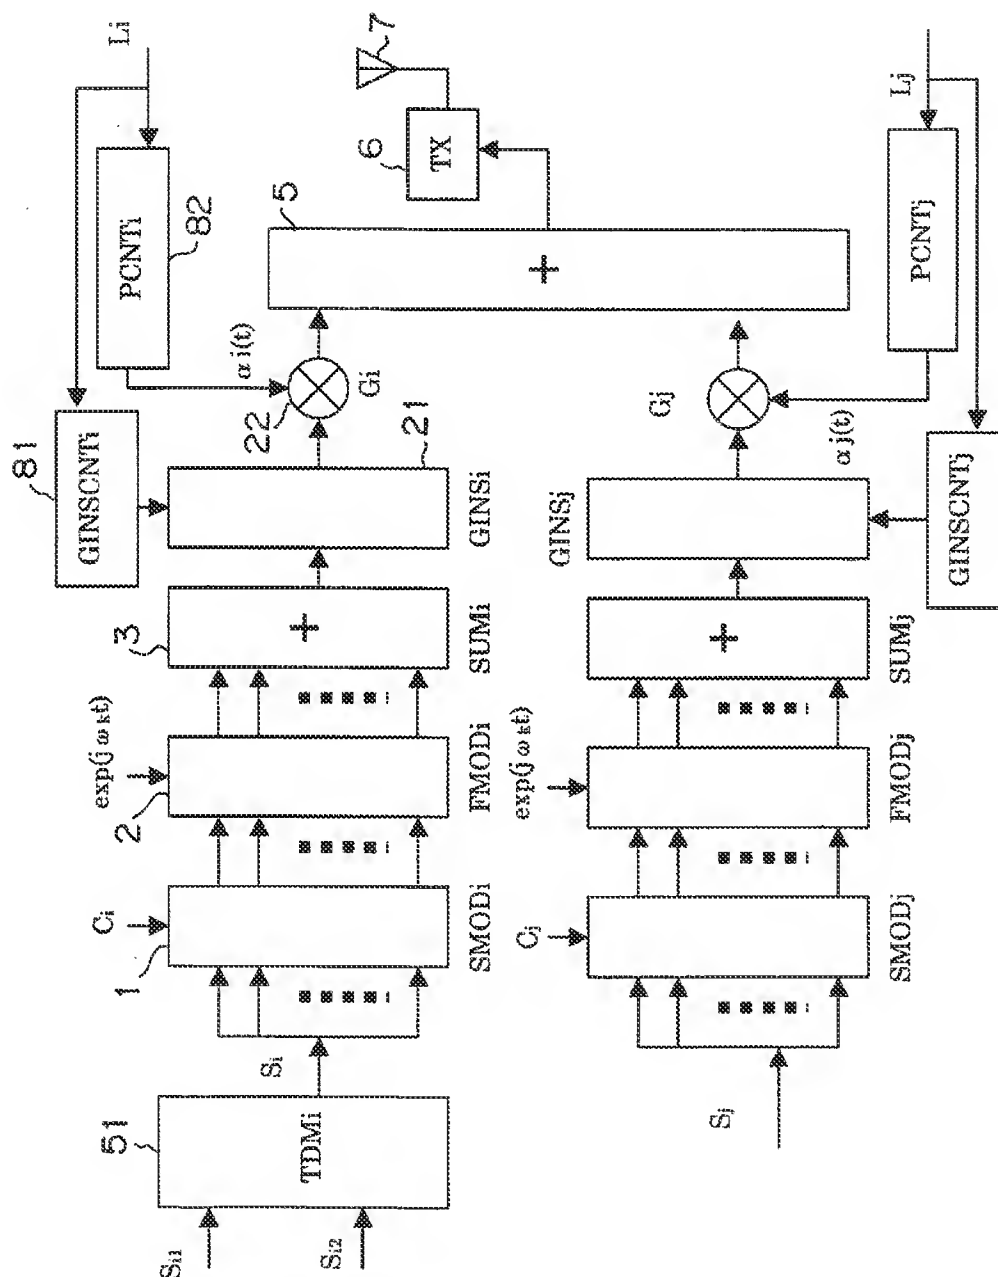 Si1
Si2
51
TDMi
Si
1
Ci
SMODi
2
exp(jωkt)
FMODi
3
+
SUMi
81
GINSCNTi
21
GINSi
22
αi(t)
Gi
PCNTi
82
Li
5
+
6
TX
7
Sj
Cj
SMODj
exp(jωkt)
FMODj
+
SUMj
GINSj
GINSCNTj
Gj
αj(t)
PCNTj
Lj